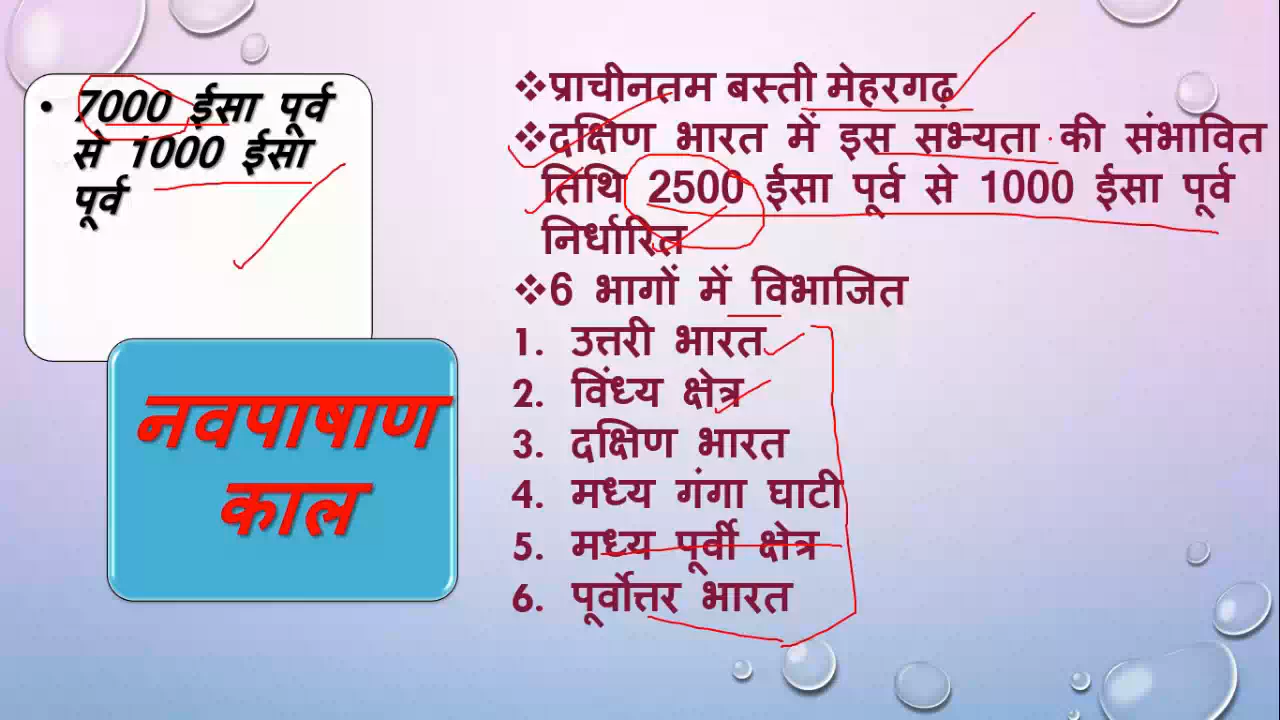 • 7000 ईसा पूर्व
से 1000 ईसा
पूर्व
नवपाषाण
काल
❖प्राचीनतम बस्ती मेहरगढ़
❖दक्षिण भारत में इस सभ्यता की संभावित
तिथि 2500 ईसा पूर्व से 1000 ईसा पूर्व
निर्धारित
❖6 भागों में विभाजित
1. उत्तरी भारत
2. विंध्य क्षेत्र
3. दक्षिण भारत
4. मध्य गंगा घाटी
5. मध्य पूर्वी क्षेत्र
6. पूर्वोत्तर भारत